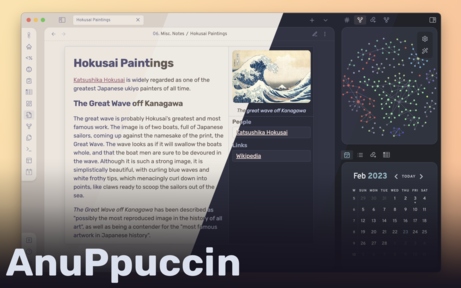 Hokusai Paintings
05. Misc. Notes / Hokusai Paintings
Hokusai Paintings
Katsushika Hokusai is widely regarded as one of the
greatest Japanese ukiyo painters of all time.
The Great Wave off Kanagawa
The great wave is probably Hokusai's greatest and most
famous work. The image is of two boats, full of Japanese
sailors, coming up against the namesake of the print, the
Great Wave. The wave looks as if it will swallow the boats
whole, and that the boat men are sure to be devoured in
the wave. Although it is such a strong image, it is
simplistically beautiful, with curling blue waves and
white frothy tips, which menacingly curl down into
points, like claws ready to scoop the sailors out of the
sea.
The Great Wave off Kanagawa has been described as
"possibly the most reproduced image in the history of all
art", as well as being a contender for the "most famous
artwork in Japanese history".
The great wave off Kanagawa
People
Katsushika Hokusai
Links
Wikipedia
Feb 2023
TODAY
AnuPpuccin